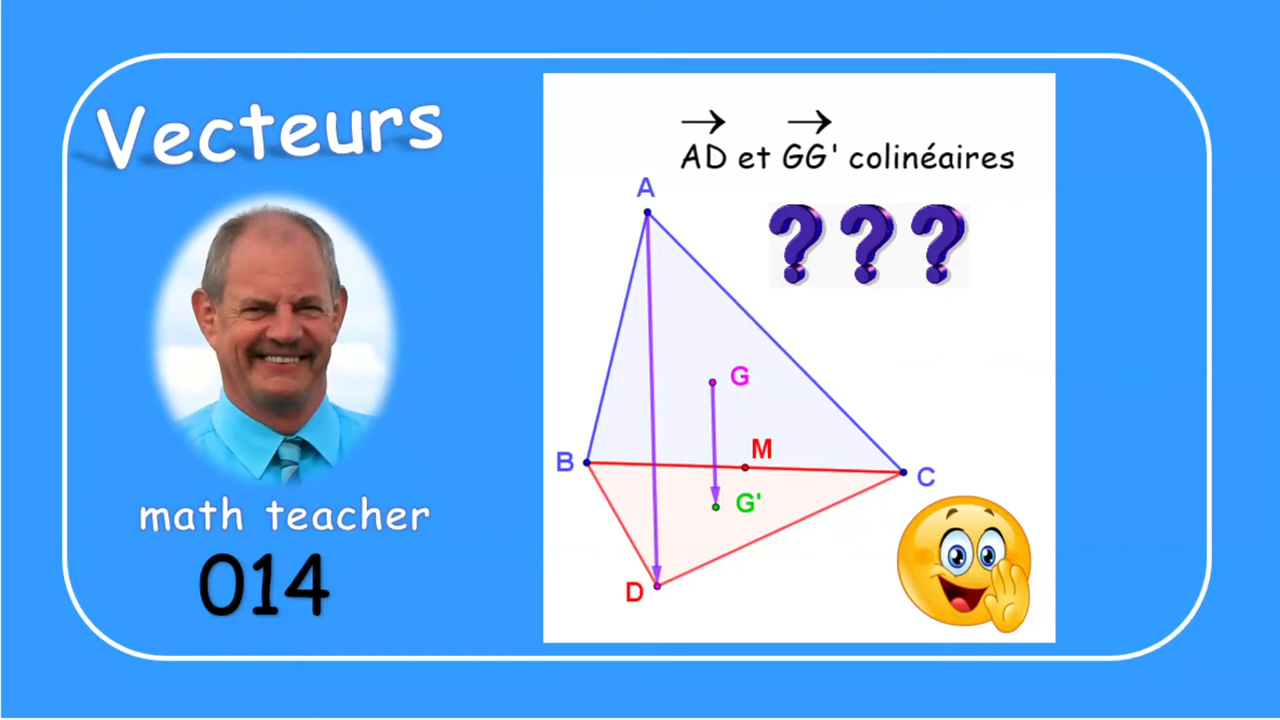 Vecteurs
math teacher
014
→ →
AD et GG' colinéaires
???
A
G
M
B
C
G'
D